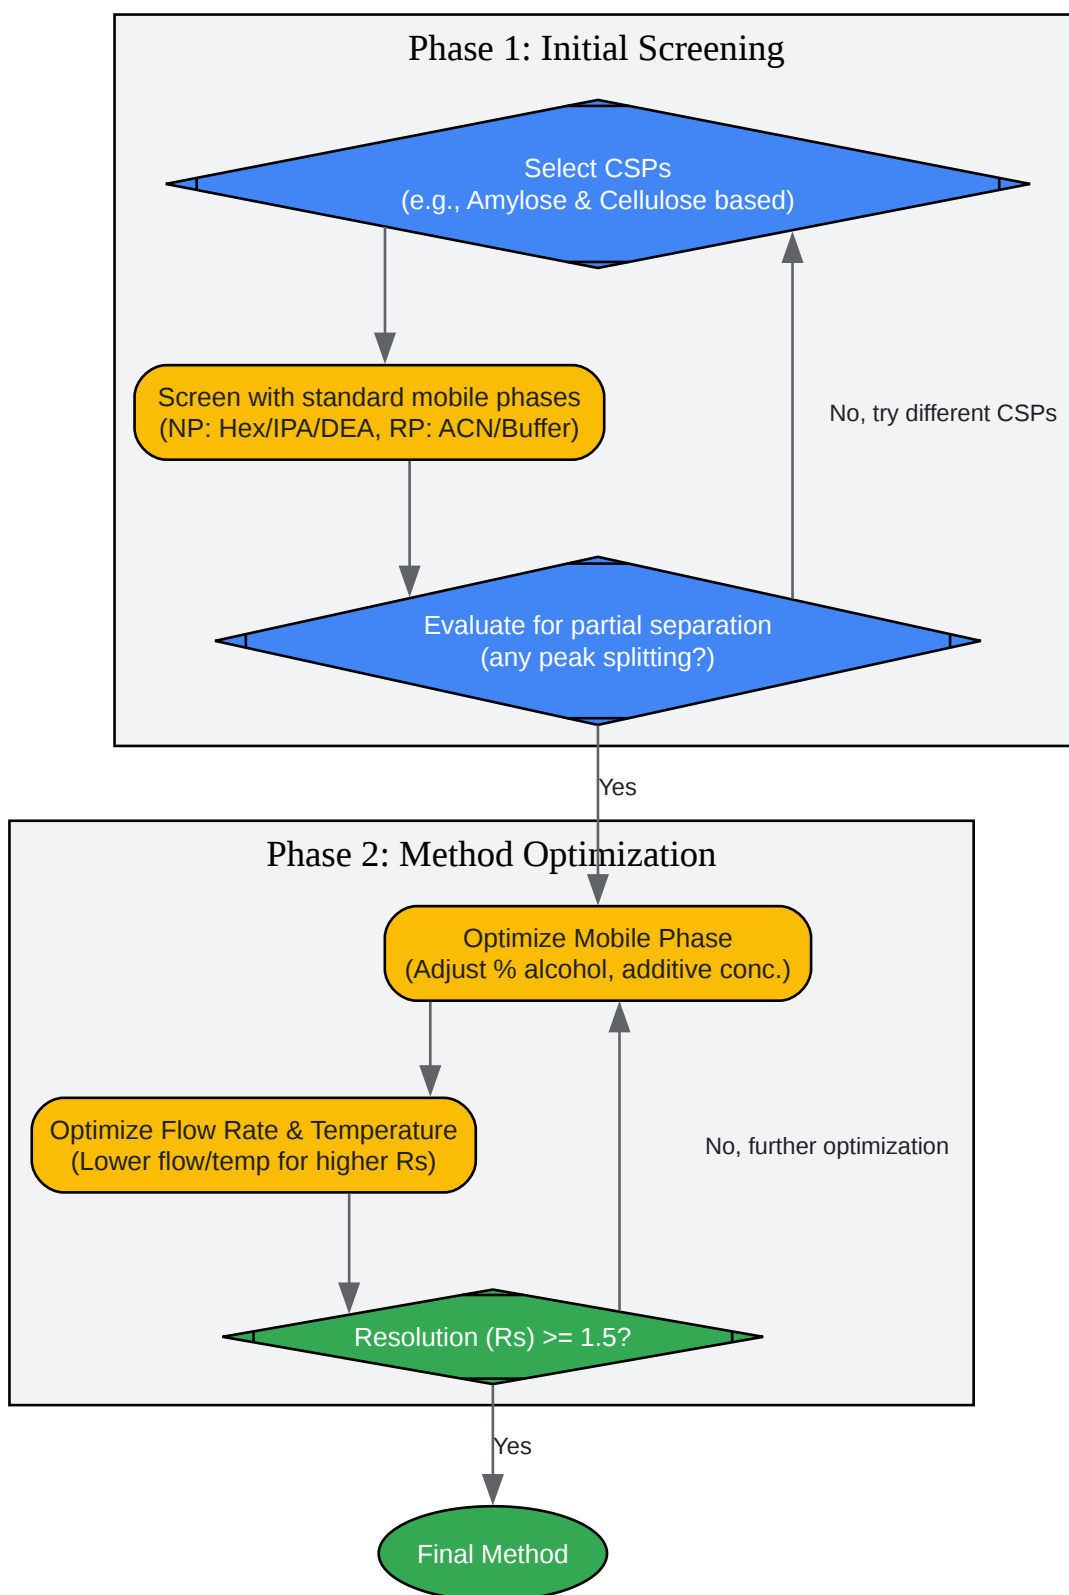 Phase 1: Initial Screening
Select CSPs
(e.g., Amylose & Cellulose based)
Screen with standard mobile phases
(NP: Hex/IPA/DEA, RP: ACN/Buffer)
No, try different CSPs
Evaluate for partial separation
(any peak splitting?)
Yes
Phase 2: Method Optimization
Optimize Mobile Phase
(Adjust % alcohol, additive conc.)
Optimize Flow Rate & Temperature
(Lower flow/temp for higher Rs)
No, further optimization
Resolution (Rs) >= 1.5?
Yes
Final Method